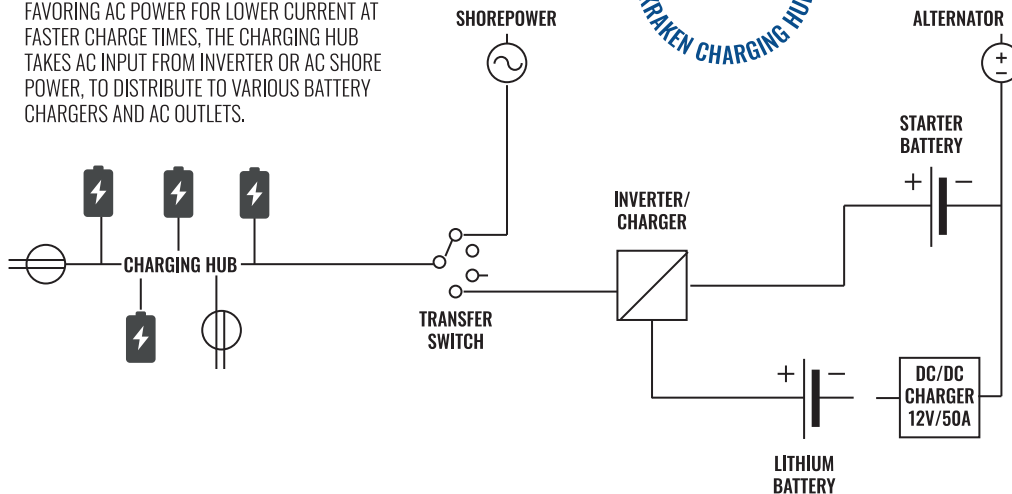 FAVORING AC POWER FOR LOWER CURRENT AT
FASTER CHARGE TIMES, THE CHARGING HUB
TAKES AC INPUT FROM INVERTER OR AC SHORE
POWER, TO DISTRIBUTE TO VARIOUS BATTERY
CHARGERS AND AC OUTLETS.
SHOREPOWER
KRAKEN CHARGING HUB
ALTERNATOR
+
−
STARTER
BATTERY
+ −
INVERTER/
CHARGER
CHARGING HUB
TRANSFER
SWITCH
+ −
DC/DC
CHARGER
12V/50A
LITHIUM
BATTERY